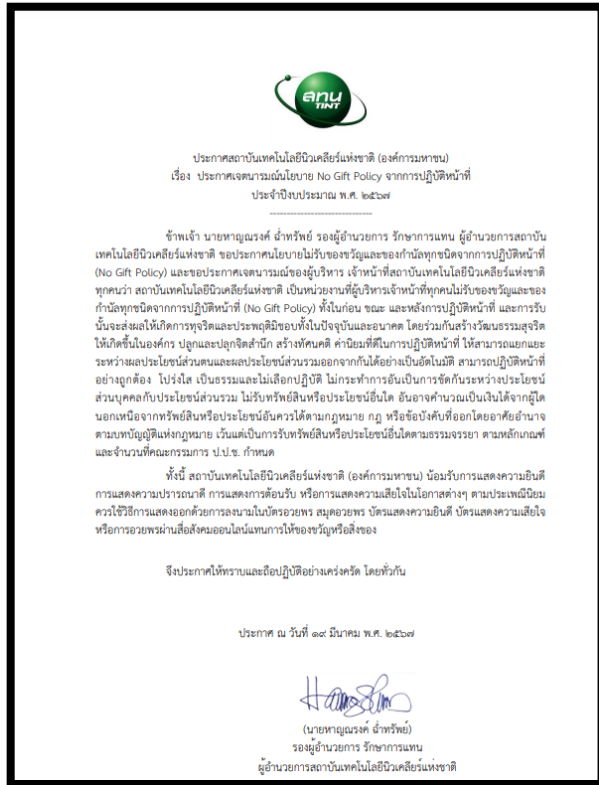 สทน
TINT
ประกาศสถาบันเทคโนโลยีนิวเคลียร์แห่งชาติ (องค์การมหาชน)
เรื่อง ประกาศเจตนารมณ์นโยบาย No Gift Policy จากการปฏิบัติหน้าที่
ประจำปีงบประมาณ พ.ศ. ๒๕๖๗
------------------------------
ข้าพเจ้า นายหาญณรงค์ ฉ่ำทรัพย์ รองผู้อำนวยการ รักษาการแทน ผู้อำนวยการสถาบัน
เทคโนโลยีนิวเคลียร์แห่งชาติ ขอประกาศนโยบายไม่รับของขวัญและของกำนัลทุกชนิดจากการปฏิบัติหน้าที่
(No Gift Policy) และขอประกาศเจตนารมณ์ของผู้บริหาร เจ้าหน้าที่สถาบันเทคโนโลยีนิวเคลียร์แห่งชาติ
ทุกคนว่า สถาบันเทคโนโลยีนิวเคลียร์แห่งชาติ เป็นหน่วยงานที่ผู้บริหารเจ้าหน้าที่ทุกคนไม่รับของขวัญและของ
กำนัลทุกชนิดจากการปฏิบัติหน้าที่ (No Gift Policy) ทั้งในก่อน ขณะ และหลังการปฏิบัติหน้าที่ และการรับ
นั้นจะส่งผลให้เกิดการทุจริตและประพฤติมิชอบทั้งในปัจจุบันและอนาคต โดยร่วมกันสร้างวัฒนธรรมสุจริต
ให้เกิดขึ้นในองค์กร ปลูกและปลุกจิตสำนึก สร้างทัศนคติ ค่านิยมที่ดีในการปฏิบัติหน้าที่ ให้สามารถแยกแยะ
ระหว่างผลประโยชน์ส่วนตนและผลประโยชน์ส่วนรวมออกจากกันได้อย่างเป็นอัตโนมัติ สามารถปฏิบัติหน้าที่
อย่างถูกต้อง โปร่งใส เป็นธรรมและไม่เลือกปฏิบัติ ไม่กระทำการอันเป็นการขัดกันระหว่างประโยชน์
ส่วนบุคคลกับประโยชน์ส่วนรวม ไม่รับทรัพย์สินหรือประโยชน์อื่นใด อันอาจคำนวณเป็นเงินได้จากผู้ใด
นอกเหนือจากทรัพย์สินหรือประโยชน์อันควรได้ตามกฎหมาย กฎ หรือข้อบังคับที่ออกโดยอาศัยอำนาจ
ตามบทบัญญัติแห่งกฎหมาย เว้นแต่เป็นการรับทรัพย์สินหรือประโยชน์อื่นใดตามธรรมจรรยา ตามหลักเกณฑ์
และจำนวนที่คณะกรรมการ ป.ป.ช. กำหนด
ทั้งนี้ สถาบันเทคโนโลยีนิวเคลียร์แห่งชาติ (องค์การมหาชน) น้อมรับการแสดงความยินดี
การแสดงความปรารถนาดี การแสดงการต้อนรับ หรือการแสดงความเสียใจในโอกาสต่างๆ ตามประเพณีนิยม
ควรใช้วิธีการแสดงออกด้วยการลงนามในบัตรอวยพร สมุดอวยพร บัตรแสดงความยินดี บัตรแสดงความเสียใจ
หรือการอวยพรผ่านสื่อสังคมออนไลน์แทนการให้ของขวัญหรือสิ่งของ
จึงประกาศให้ทราบและถือปฏิบัติอย่างเคร่งครัด โดยทั่วกัน
ประกาศ ณ วันที่ ๑๙ มีนาคม พ.ศ. ๒๕๖๗
(นายหาญณรงค์ ฉ่ำทรัพย์)
รองผู้อำนวยการ รักษาการแทน
ผู้อำนวยการสถาบันเทคโนโลยีนิวเคลียร์แห่งชาติ